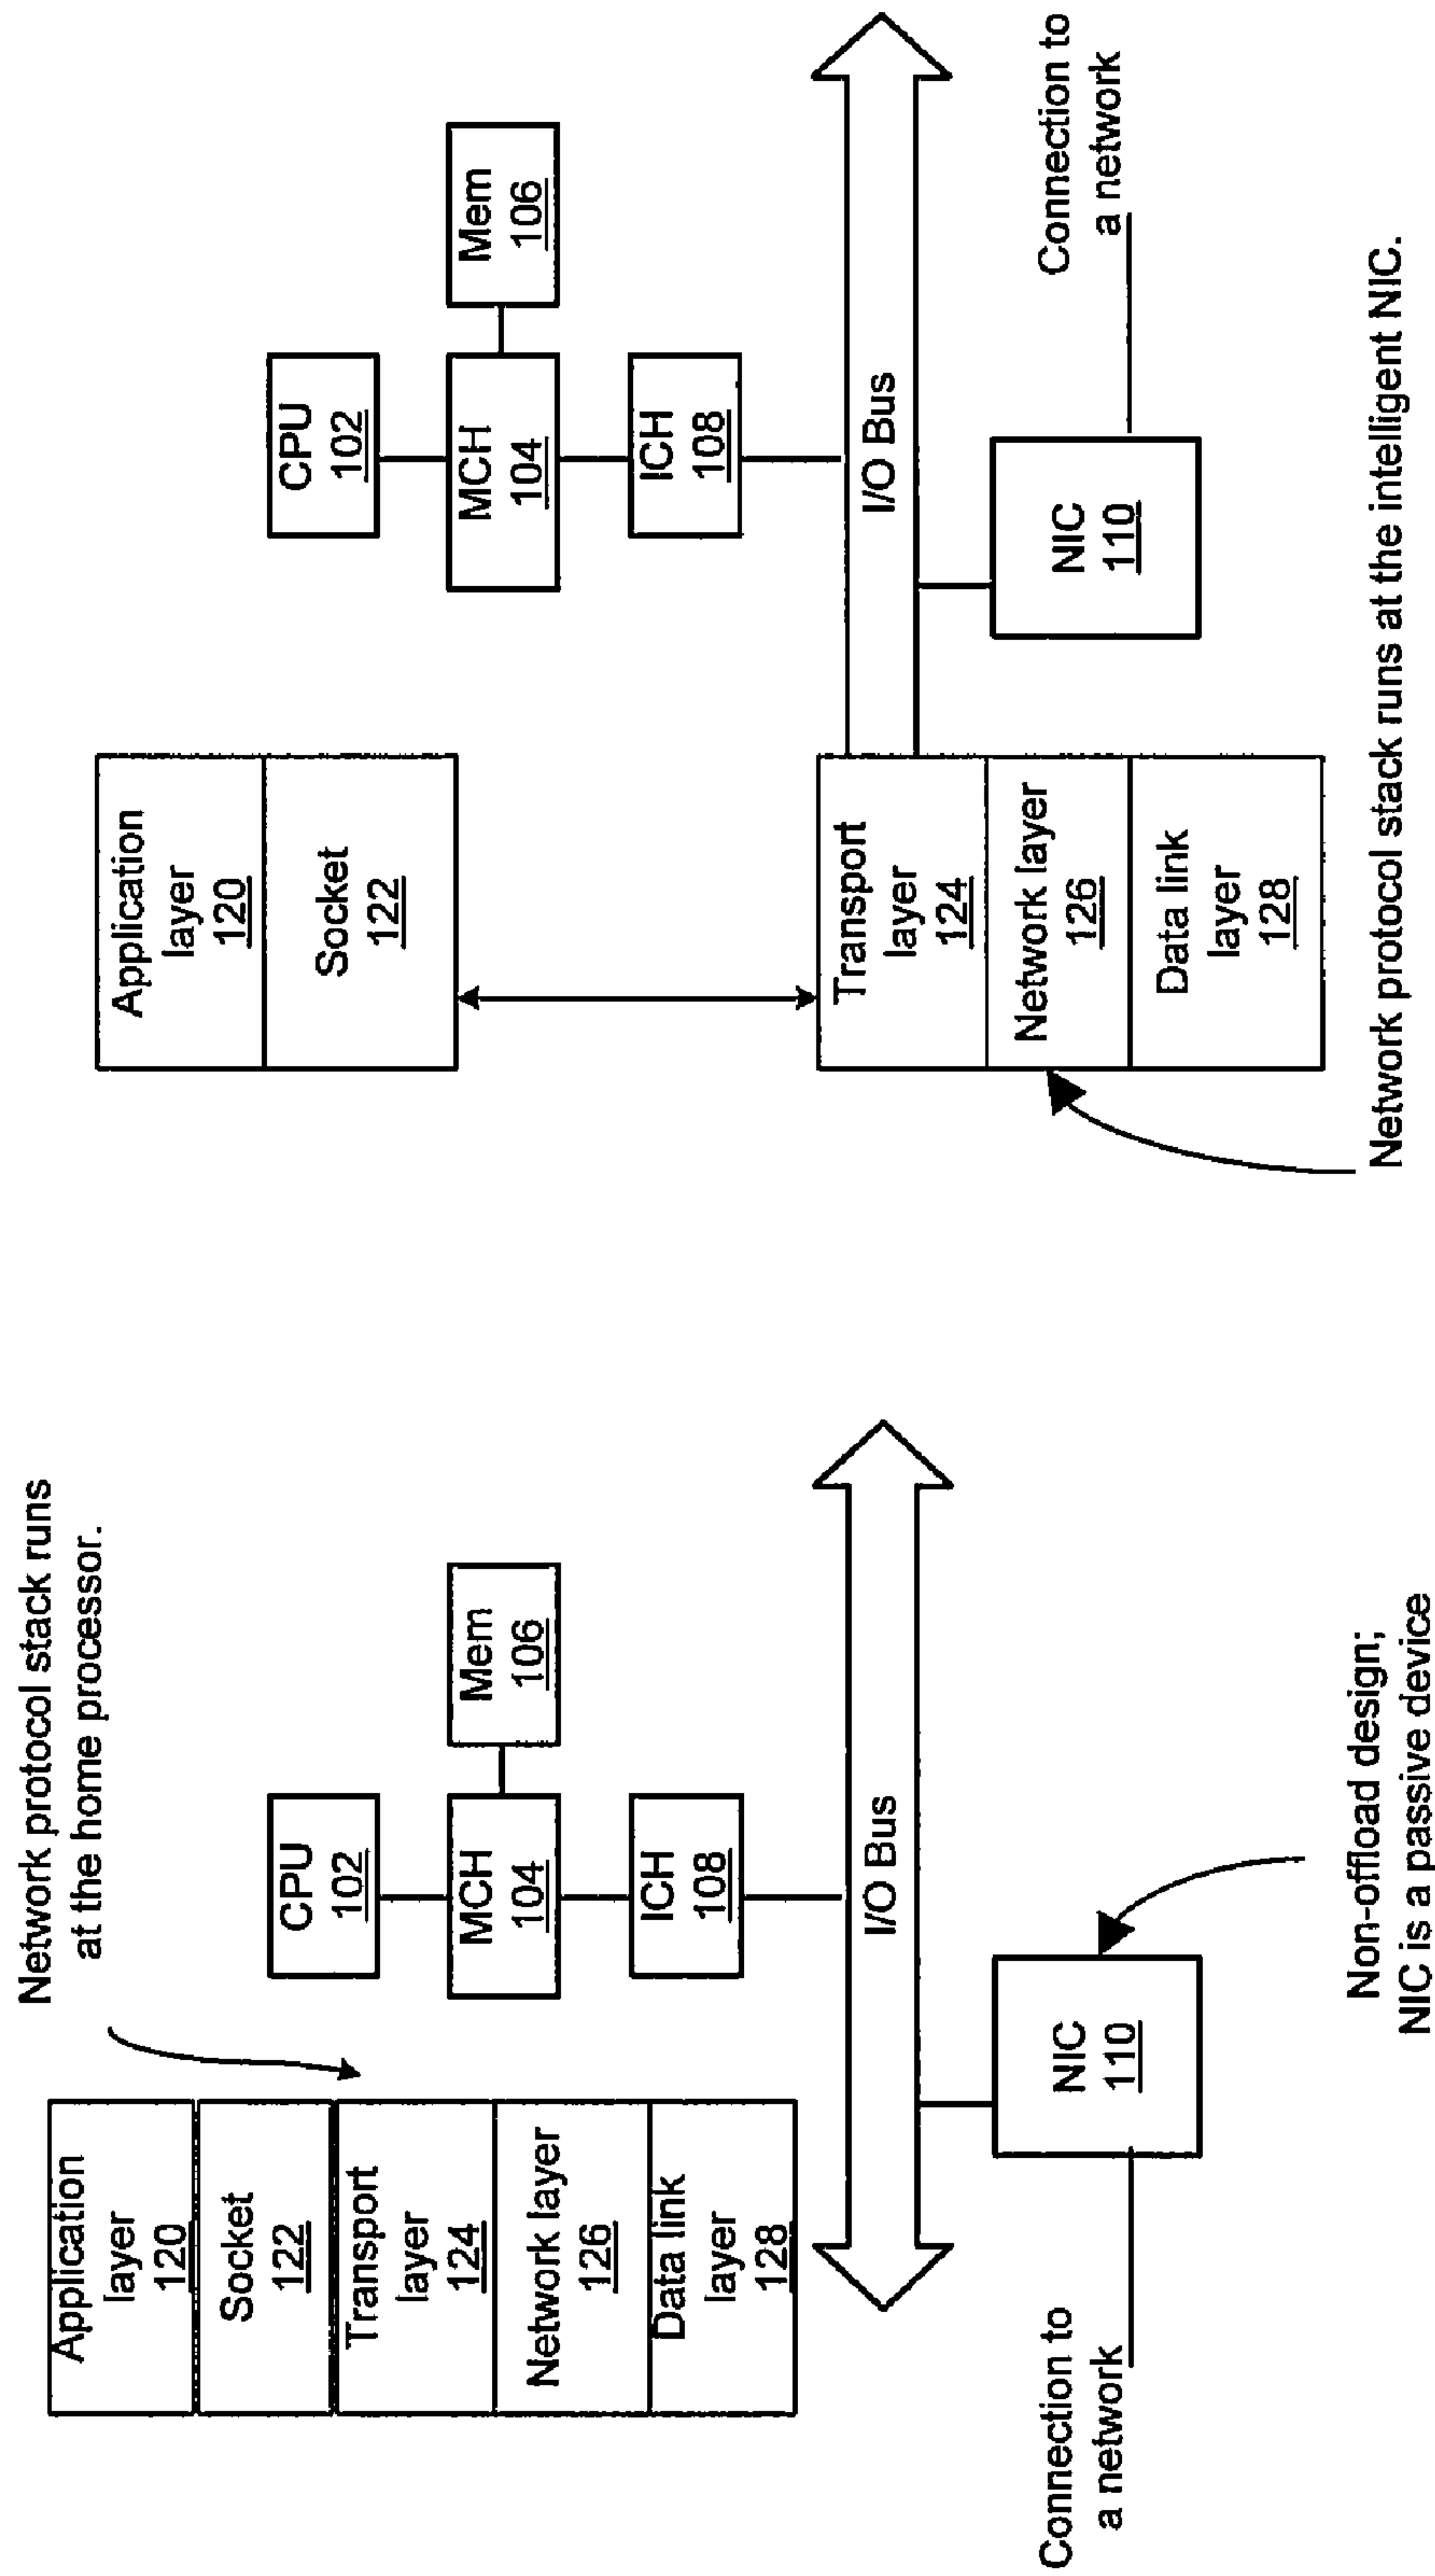 Network protocol stack runs
at the home processor.
Application
layer
120
Socket
122
Transport
layer
124
Network layer
126
Data link
layer
128
CPU
102
MCH
104
Mem
106
ICH
108
I/O Bus
NIC
110
Connection to
a network
Non-offload design;
NIC is a passive device
Application
layer
120
Socket
122
Transport
layer
124
Network layer
126
Data link
layer
128
CPU
102
MCH
104
Mem
106
ICH
108
I/O Bus
NIC
110
Connection to
a network
Network protocol stack runs at the intelligent NIC.